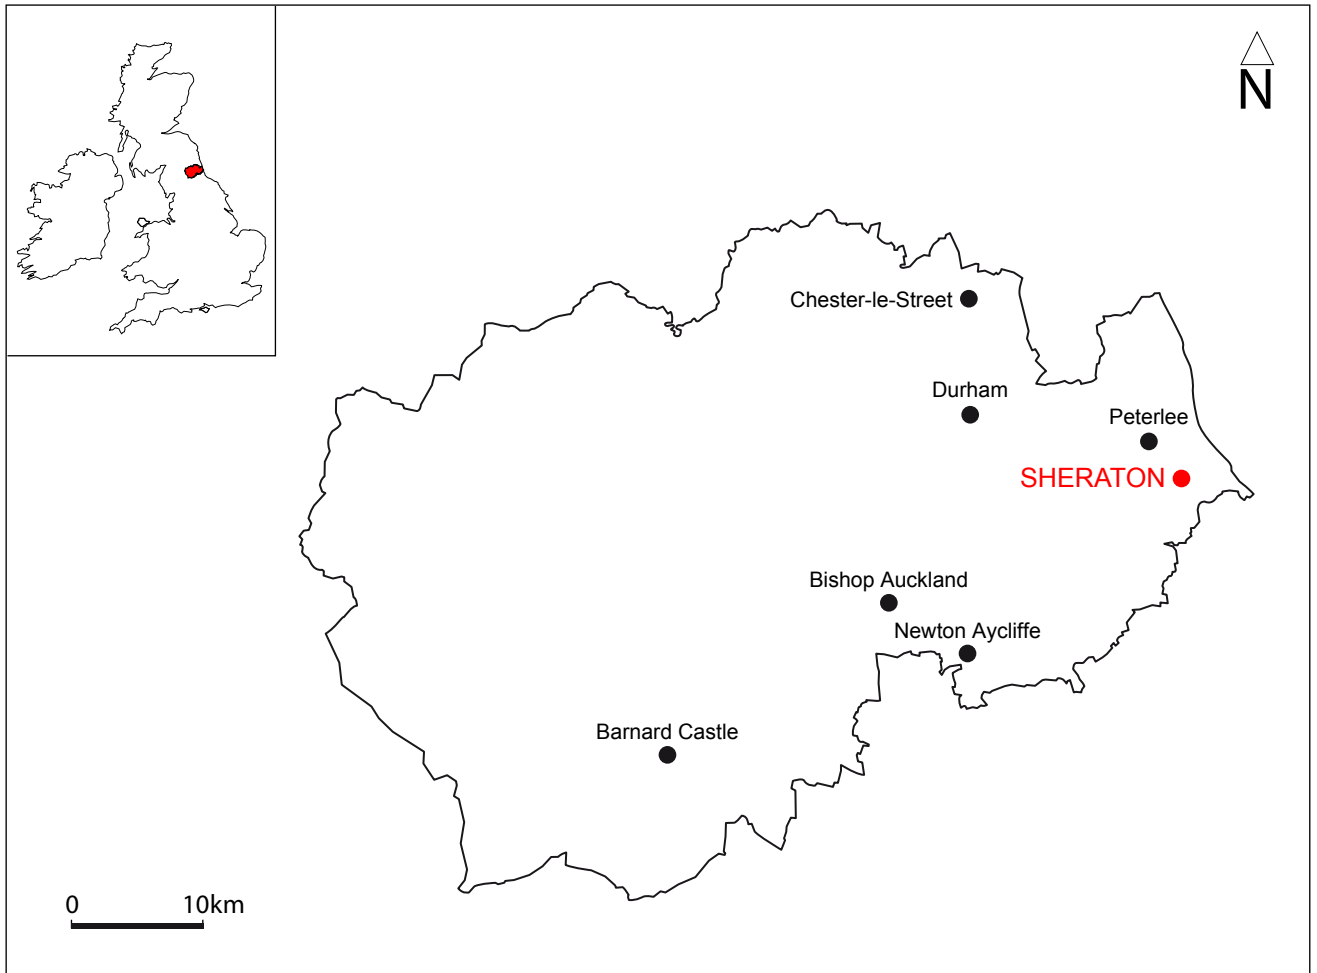 N
Chester-le-Street
Durham
Peterlee
SHERATON
Bishop Auckland
Newton Aycliffe
Barnard Castle
0 10km